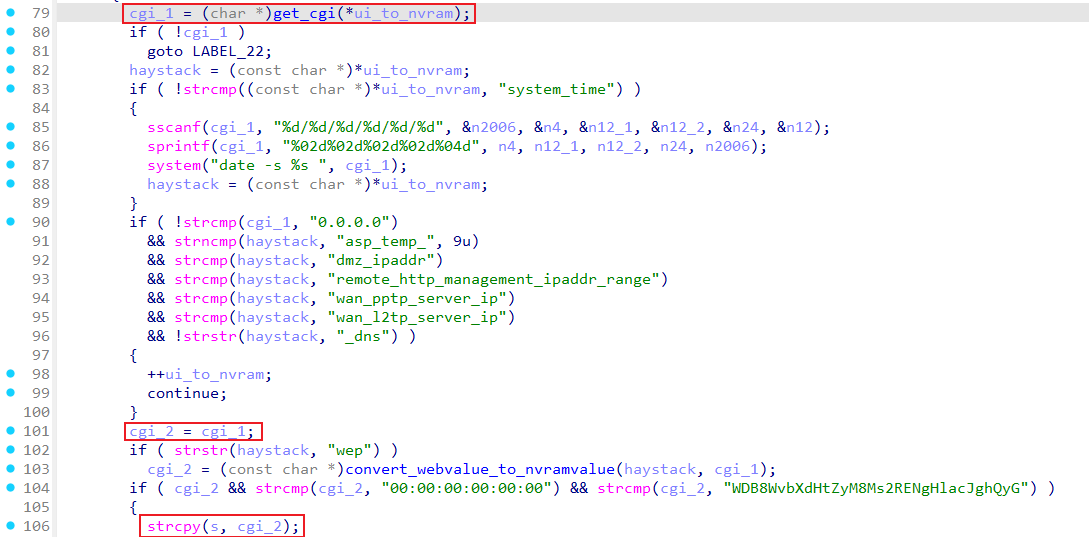 79 cgi_1 = (char *)get_cgi(*ui_to_nvram);
80 if ( !cgi_1 )
81 goto LABEL_22;
82 haystack = (const char *)*ui_to_nvram;
83 if ( !strcmp((const char *)*ui_to_nvram, "system_time") )
84 {
85 sscanf(cgi_1, "%d/%d/%d/%d/%d/%d", &n2006, &n4, &n12_1, &n12_2, &n24, &n12);
86 sprintf(cgi_1, "%02d%02d%02d%02d%04d", n4, n12_1, n12_2, n24, n2006);
87 system("date -s %s ", cgi_1);
88 haystack = (const char *)*ui_to_nvram;
89 }
90 if ( !strcmp(cgi_1, "0.0.0.0")
91 && strncmp(haystack, "asp_temp_", 9u)
92 && strcmp(haystack, "dmz_ipaddr")
93 && strcmp(haystack, "remote_http_management_ipaddr_range")
94 && strcmp(haystack, "wan_pptp_server_ip")
95 && strcmp(haystack, "wan_l2tp_server_ip")
96 && !strstr(haystack, "_dns") )
97 {
98 ++ui_to_nvram;
99 continue;
100 }
101 cgi_2 = cgi_1;
102 if ( strstr(haystack, "wep") )
103 cgi_2 = (const char *)convert_webvalue_to_nvramvalue(haystack, cgi_1);
104 if ( cgi_2 && strcmp(cgi_2, "00:00:00:00:00:00") && strcmp(cgi_2, "WDB8WvbXdHtZyM8Ms2RENgHlacJghQyG") )
105 {
106 strcpy(s, cgi_2);